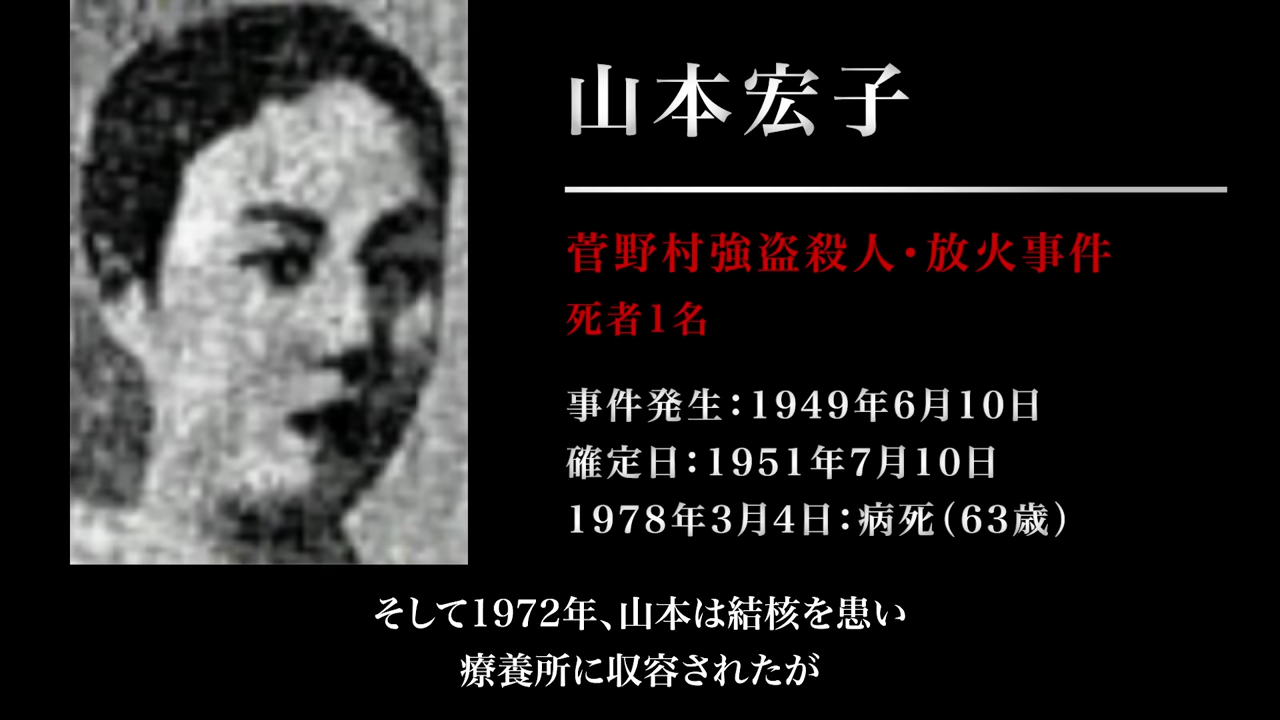 山本宏子
菅野村強盗殺人・放火事件
死者1名
事件発生：1949年6月10日
確定日：1951年7月10日
1978年3月4日：病死（63歳）
そして1972年、山本は結核を患い
療養所に収容されたが